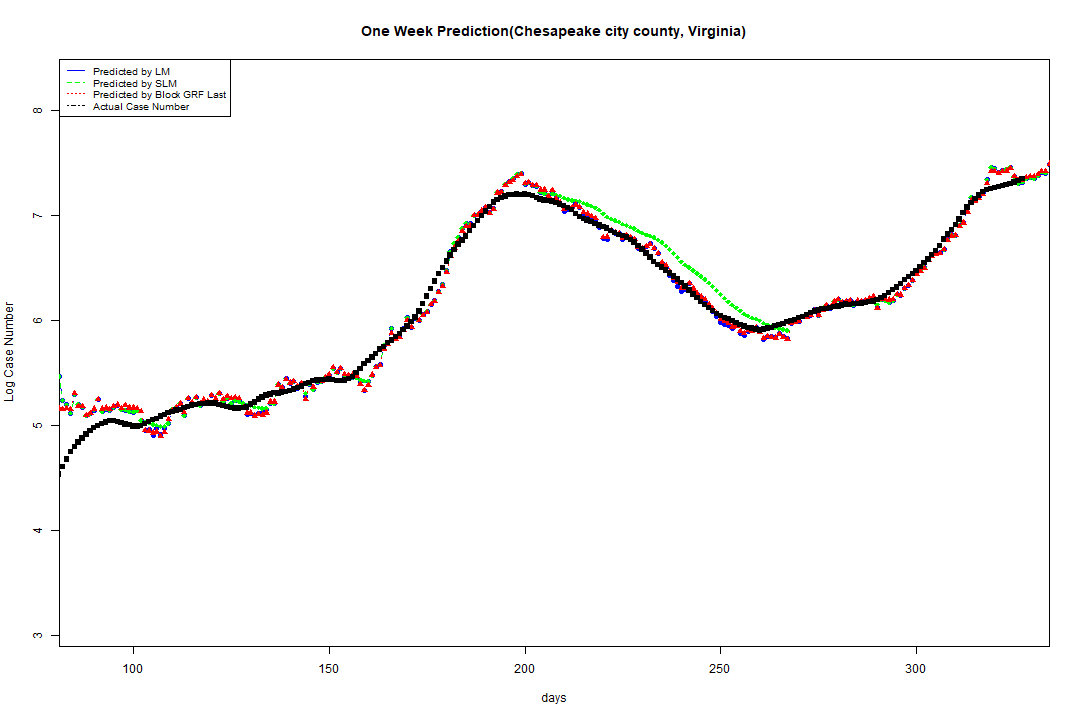 One Week Prediction(Chesapeake city county, Virginia)
Predicted by LM
Predicted by SLM
Predicted by Block GRF Last
Actual Case Number
8
7
6
5
4
3
Log Case Number
100 150 200 250 300
days